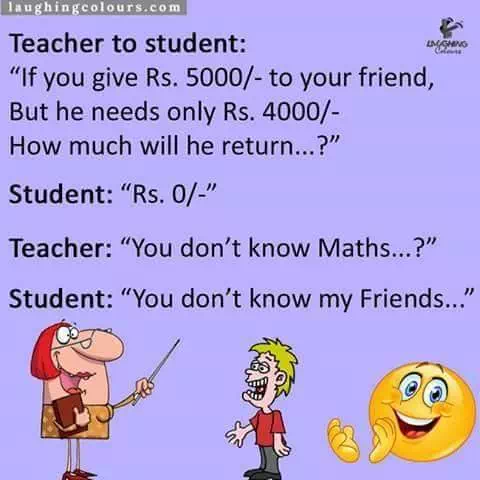 laughingcolours.com
LAUGHING
Colours
Teacher to student:
“If you give Rs. 5000/- to your friend,
But he needs only Rs. 4000/-
How much will he return...?”
Student: “Rs. 0/-”
Teacher: “You don’t know Maths...?”
Student: “You don’t know my Friends...”